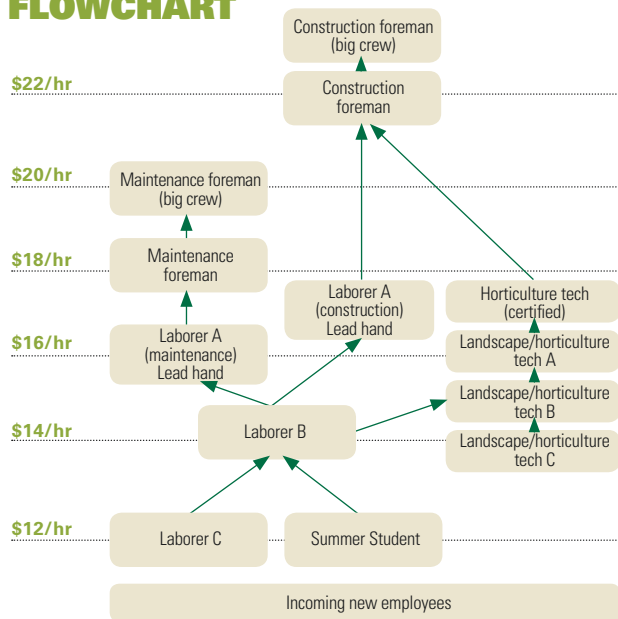 FLOWCHART
Construction foreman
(big crew)
$22/hr
Construction
foreman
$20/hr
Maintenance foreman
(big crew)
$18/hr
Maintenance
foreman
Laborer A
(construction)
Lead hand
Horticulture tech
(certified)
$16/hr
Laborer A
(maintenance)
Lead hand
Landscape/horticulture
tech A
Landscape/horticulture
tech B
$14/hr
Laborer B
Landscape/horticulture
tech C
$12/hr
Laborer C
Summer Student
Incoming new employees